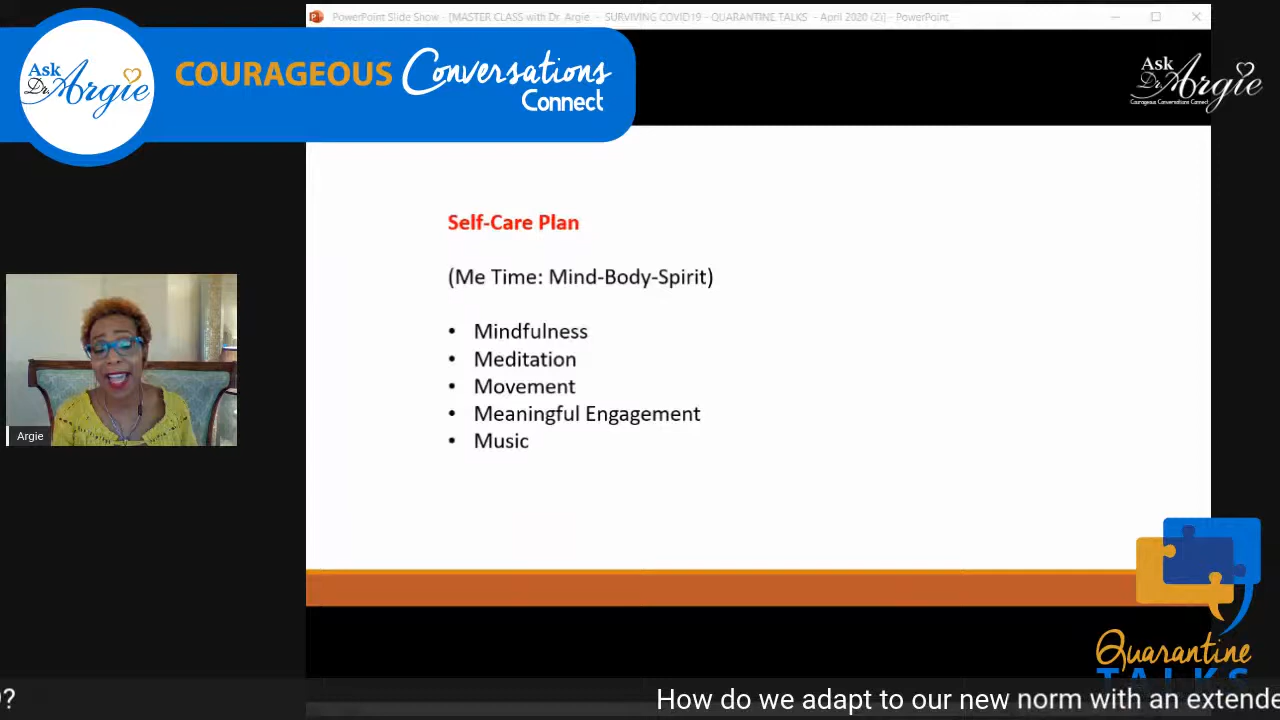 PowerPoint Slide Show - [MASTER CLASS with Dr. Argie - SURVIVING COVID19 - QUARANTINE TALKS - April 2020 (2)] - PowerPoint
Ask
Dr. Argie
COURAGEOUS Conversations
Connect
Ask
Dr. Argie
Courageous Conversations Connect
Self-Care Plan
(Me Time: Mind-Body-Spirit)
• Mindfulness
• Meditation
• Movement
• Meaningful Engagement
• Music
Argie
Quarantine
TALKS
? How do we adapt to our new norm with an extende